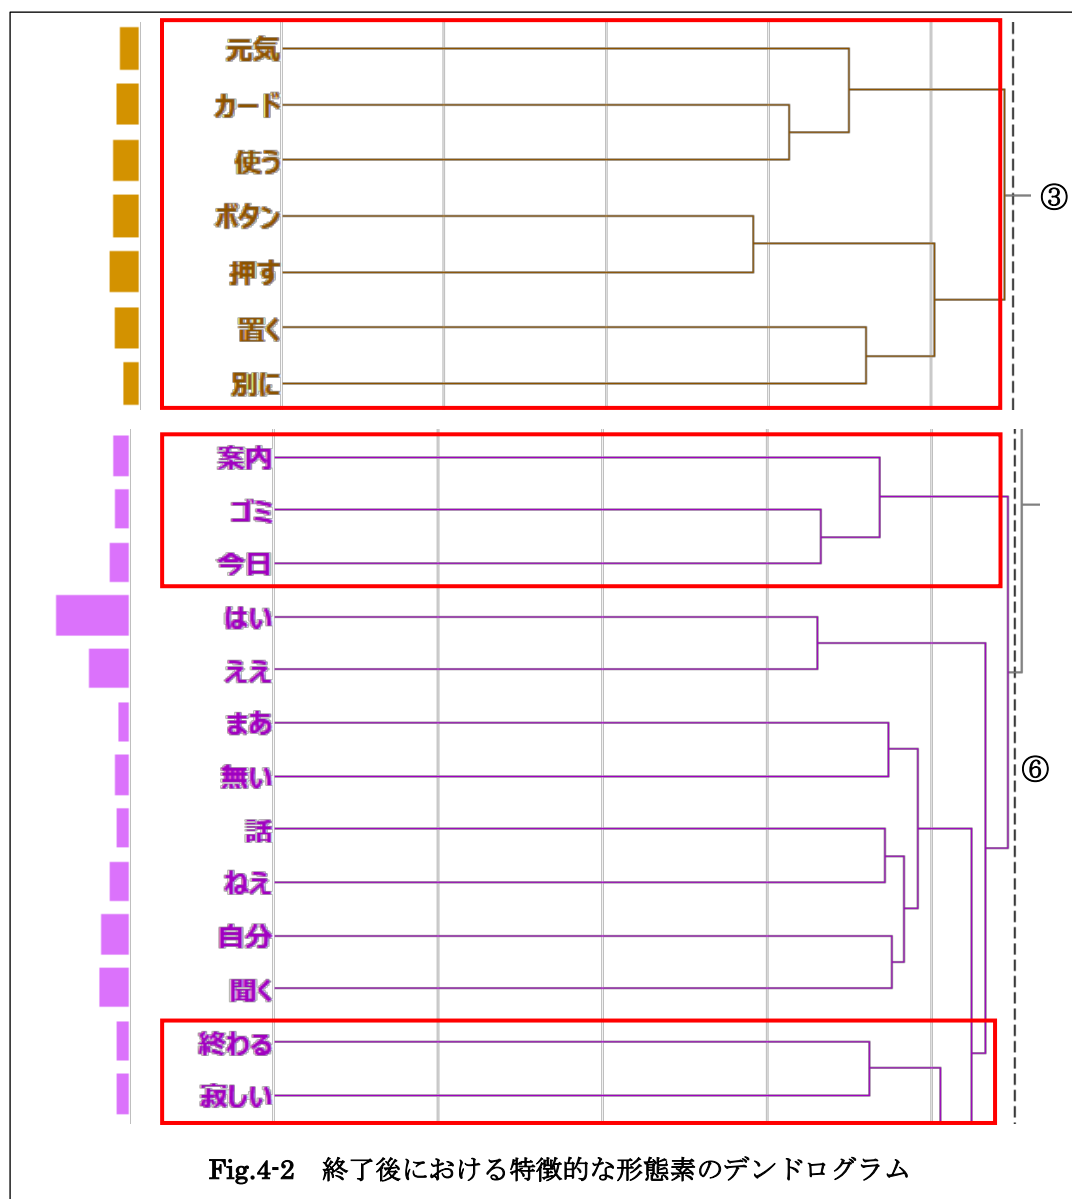 元気
カード
使う
ボタン
③
押す
置く
別に
案内
ゴミ
今日
はい
ええ
まあ
無い
⑥
話
ねえ
自分
聞く
終わる
寂しい
Fig.4-2　終了後における特徴的な形態素のデンドログラム